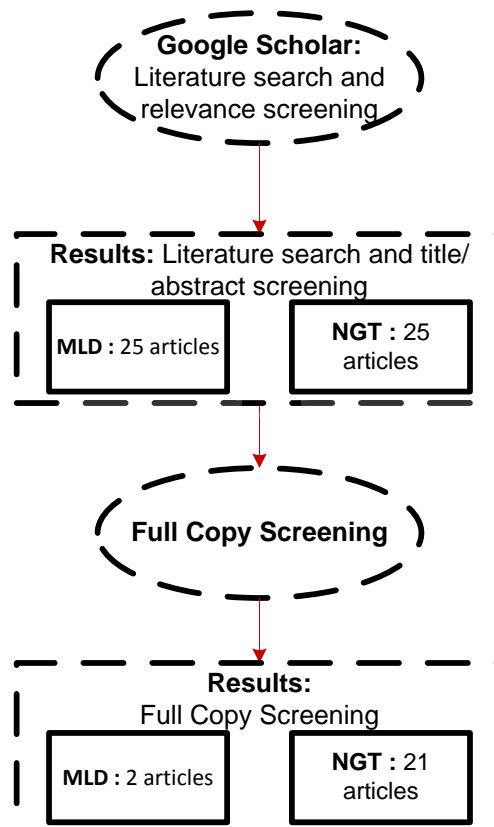 Google Scholar:
Literature search and
relevance screening
Results: Literature search and title/
abstract screening
MLD : 25 articles
NGT : 25
articles
Full Copy Screening
Results:
Full Copy Screening
MLD : 2 articles
NGT : 21
articles